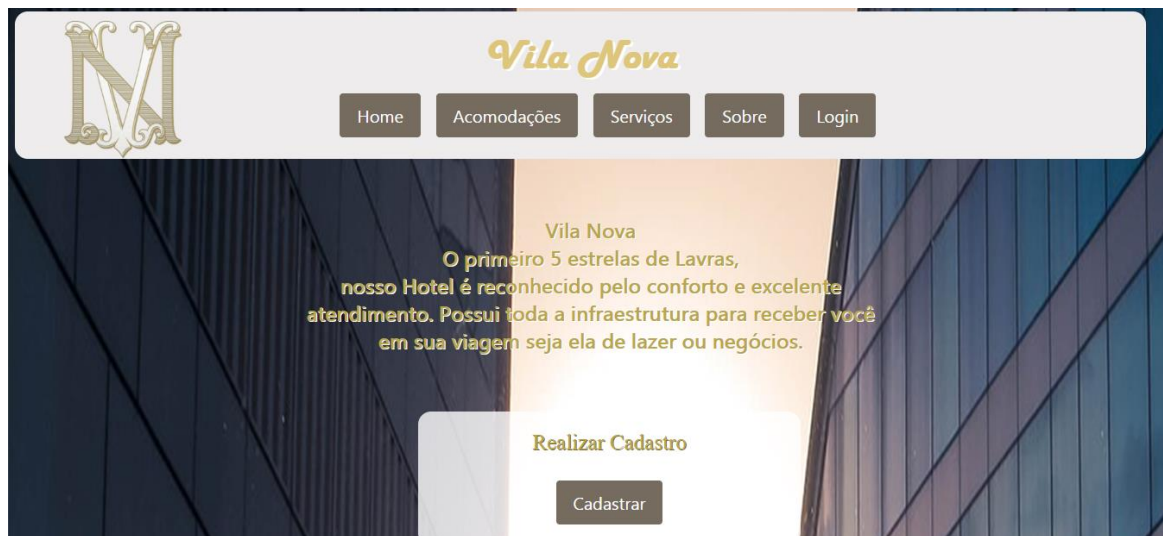 Vila Nova
Home Acomodações Serviços Sobre Login
Vila Nova
O primeiro 5 estrelas de Lavras,
nosso Hotel é reconhecido pelo conforto e excelente
atendimento. Possui toda a infraestrutura para receber você
em sua viagem seja ela de lazer ou negócios.
Realizar Cadastro
Cadastrar